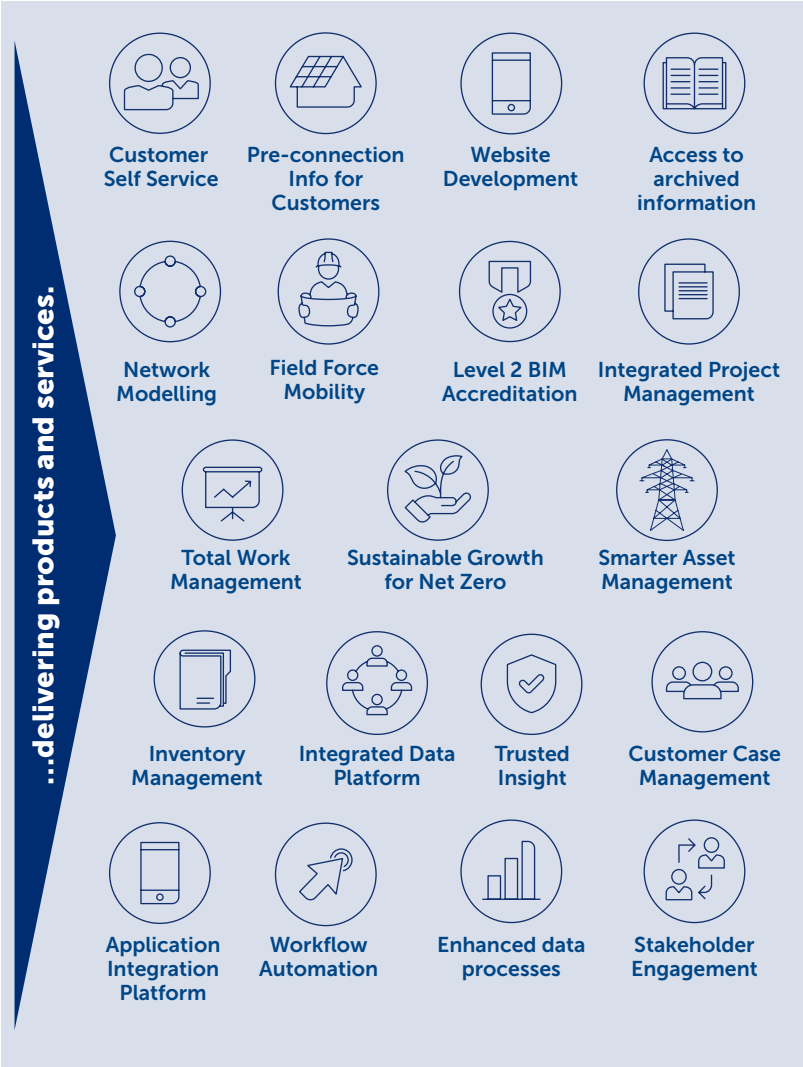 ...delivering products and services.
Customer
Self Service
Pre-connection
Info for
Customers
Website
Development
Access to
archived
information
Network
Modelling
Field Force
Mobility
Level 2 BIM
Accreditation
Integrated Project
Management
Total Work
Management
Sustainable Growth
for Net Zero
Smarter Asset
Management
Inventory
Management
Integrated Data
Platform
Trusted
Insight
Customer Case
Management
Application
Integration
Platform
Workflow
Automation
Enhanced data
processes
Stakeholder
Engagement